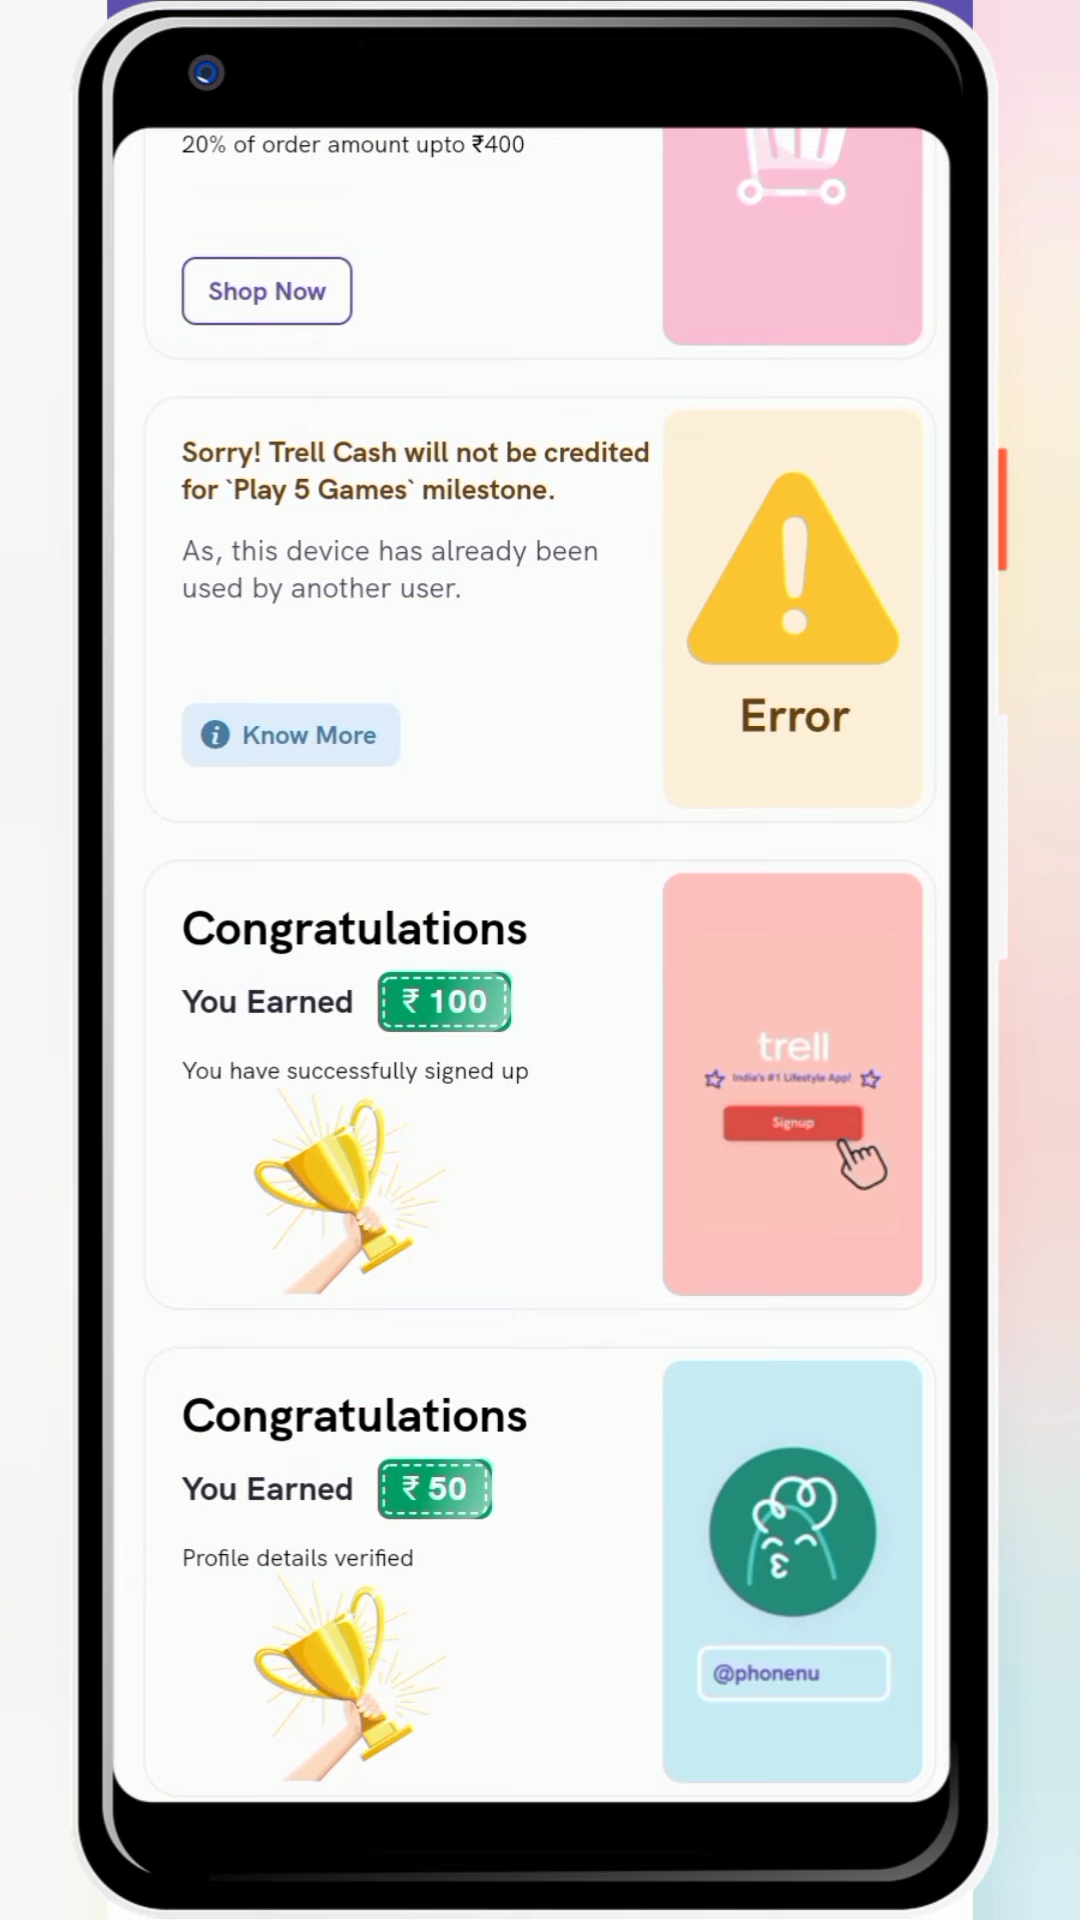 20% of order amount upto ₹400
Shop Now
Sorry! Trell Cash will not be credited
for `Play 5 Games` milestone.
As, this device has already been
used by another user.
Know More
Error
Congratulations
You Earned ₹ 100
You have successfully signed up
trell
India's #1 Lifestyle App!
Signup
Congratulations
You Earned ₹ 50
Profile details verified
@phonenu